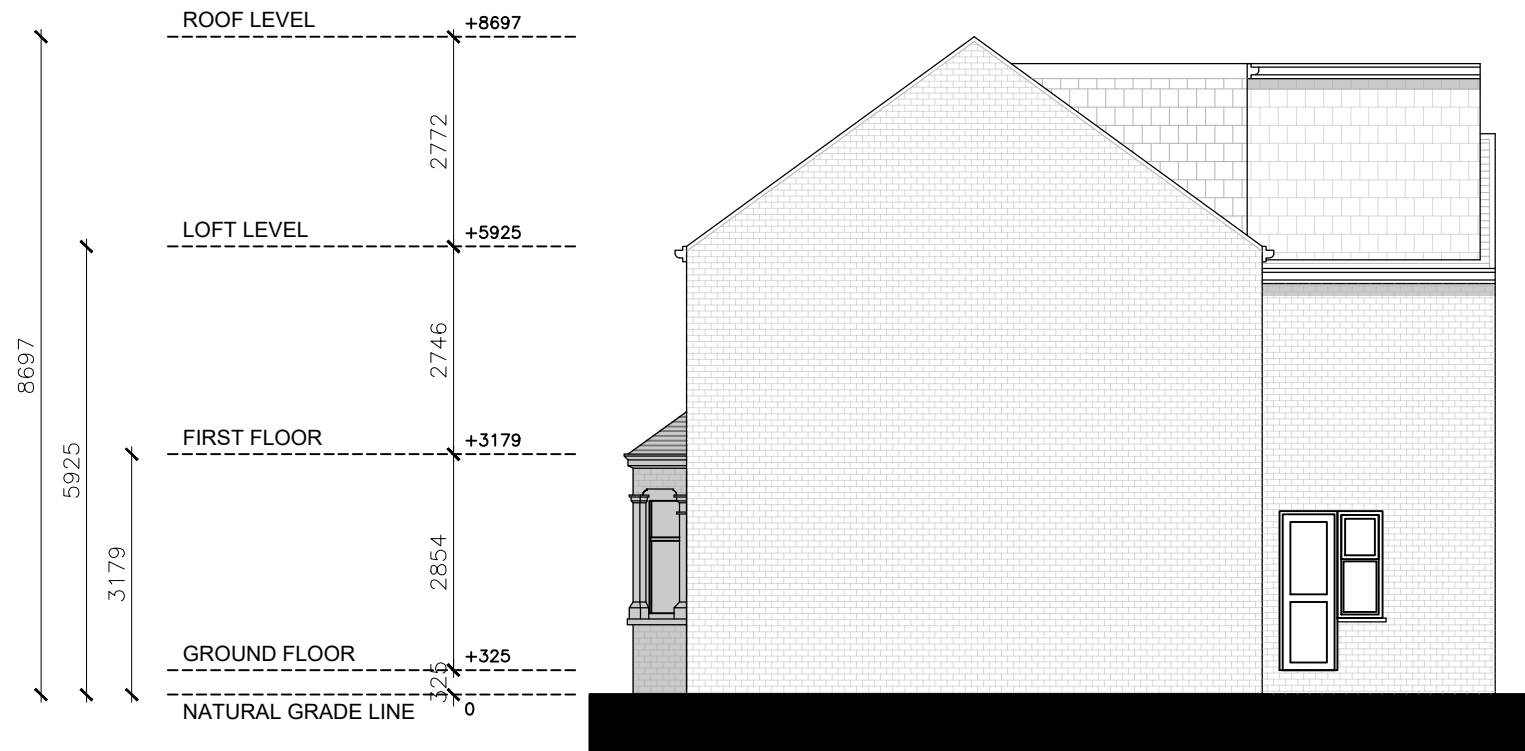 ROOF LEVEL +8697
2772
LOFT LEVEL +5925
2746
8697
FIRST FLOOR +3179
5925
3179
2854
GROUND FLOOR +325
325
NATURAL GRADE LINE 0